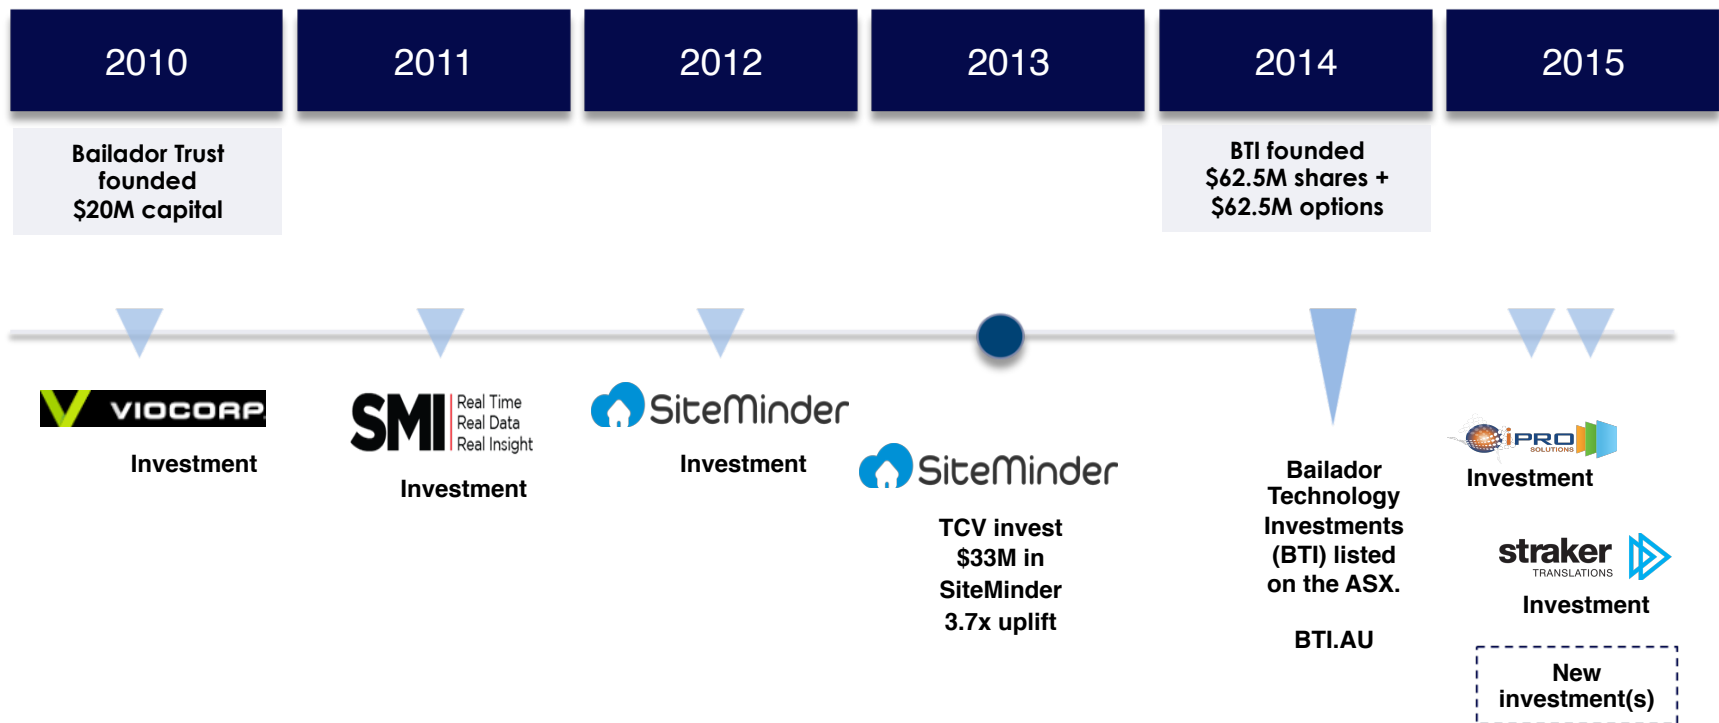 2010
2011
2012
2013
2014
2015
Bailador Trust
founded
$20M capital
BTI founded
$62.5M shares +
$62.5M options
VIOCORP
Investment
SMI
Real Time
Real Data
Real Insight
Investment
SiteMinder
Investment
SiteMinder
TCV invest
$33M in
SiteMinder
3.7x uplift
Bailador
Technology
Investments
(BTI) listed
on the ASX.
BTI.AU
iPRO
SOLUTIONS
Investment
straker
TRANSLATIONS
Investment
New
investment(s)